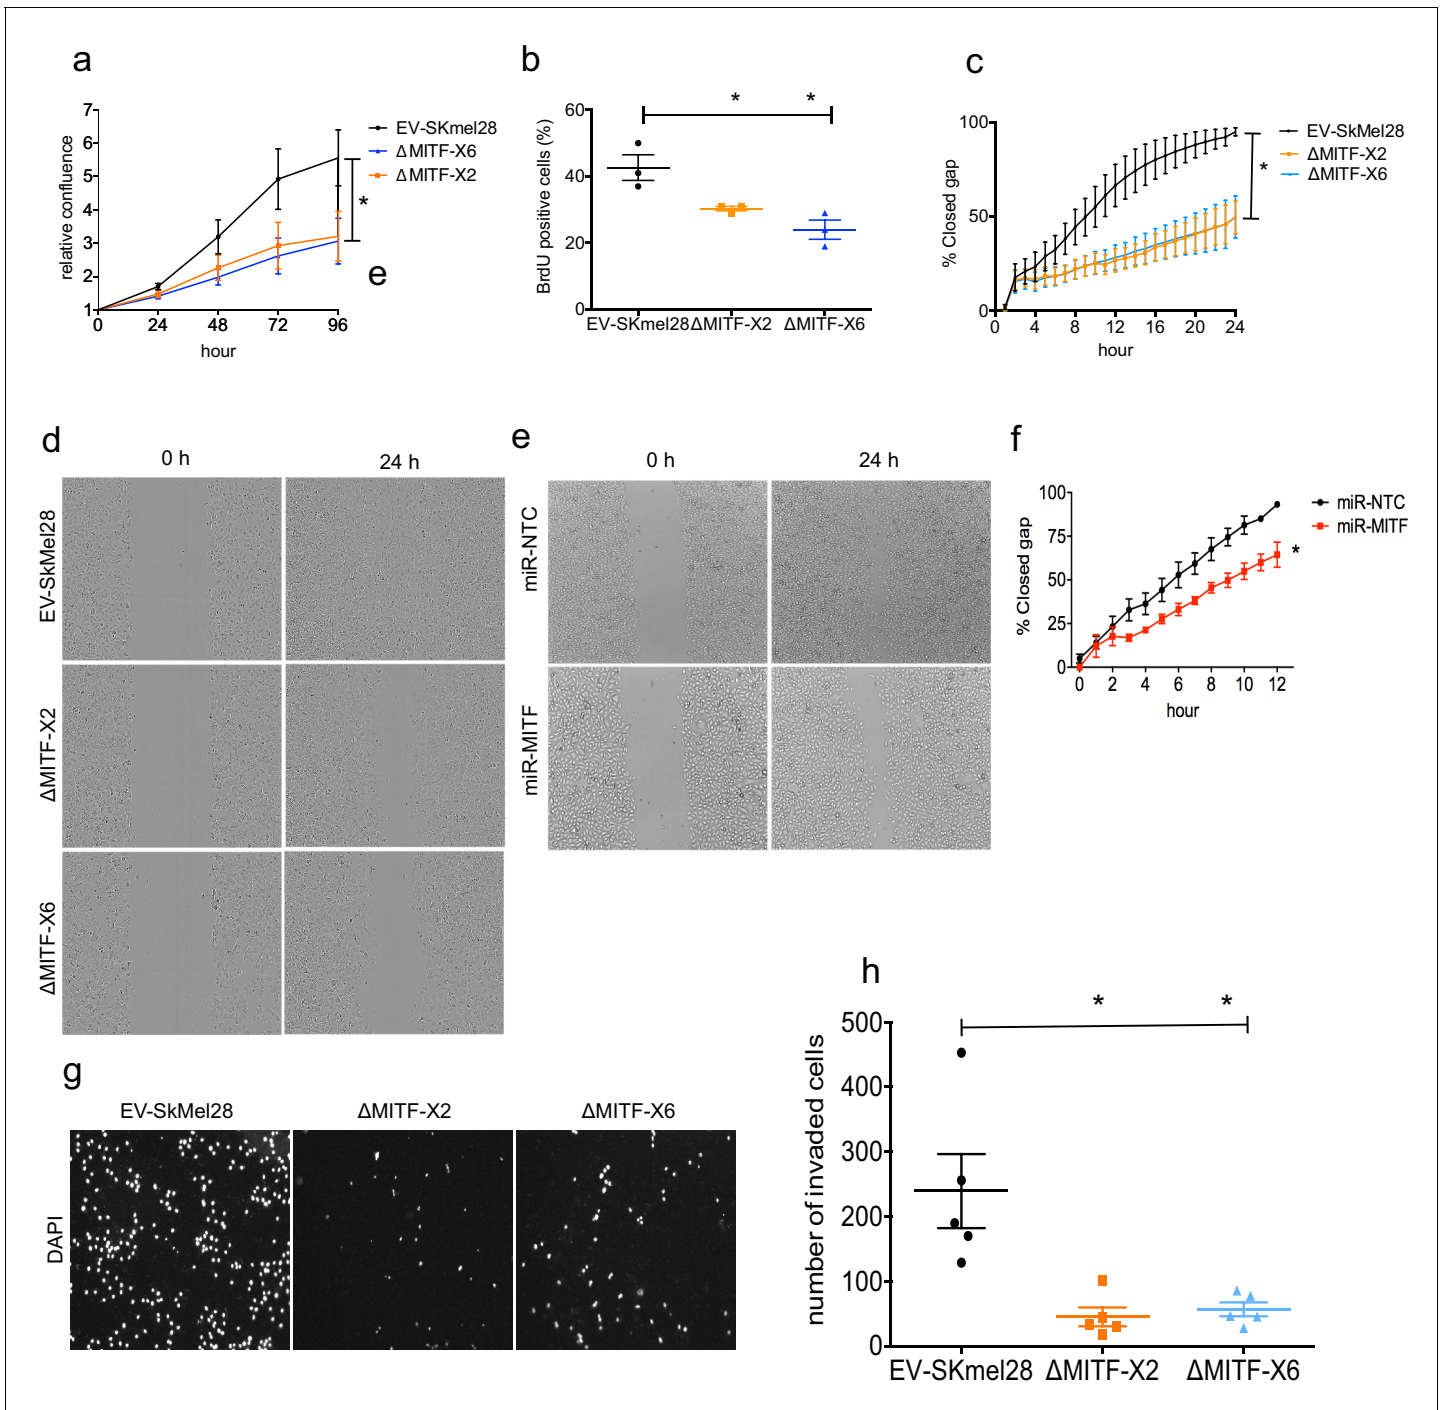 a
7
6
5
4
3
2
1
relative confluence
0 24 48 72 96
hour
EV-SKmel28
ΔMITF-X6
ΔMITF-X2
*
e
b
60
40
20
0
BrdU positive cells (%)
* *
EV-SKmel28 ΔMITF-X2 ΔMITF-X6
c
100
50
0
% Closed gap
0 4 8 12 16 20 24
hour
EV-SkMel28
ΔMITF-X2
ΔMITF-X6
*
d
0 h 24 h
EV-SkMel28
ΔMITF-X2
ΔMITF-X6
e
0 h 24 h
miR-NTC
miR-MITF
f
100
75
50
25
0
% Closed gap
0 2 4 6 8 10 12
hour
miR-NTC
miR-MITF
*
g
EV-SkMel28 ΔMITF-X2 ΔMITF-X6
DAPI
h
* *
500
400
300
200
100
0
number of invaded cells
EV-SKmel28 ΔMITF-X2 ΔMITF-X6